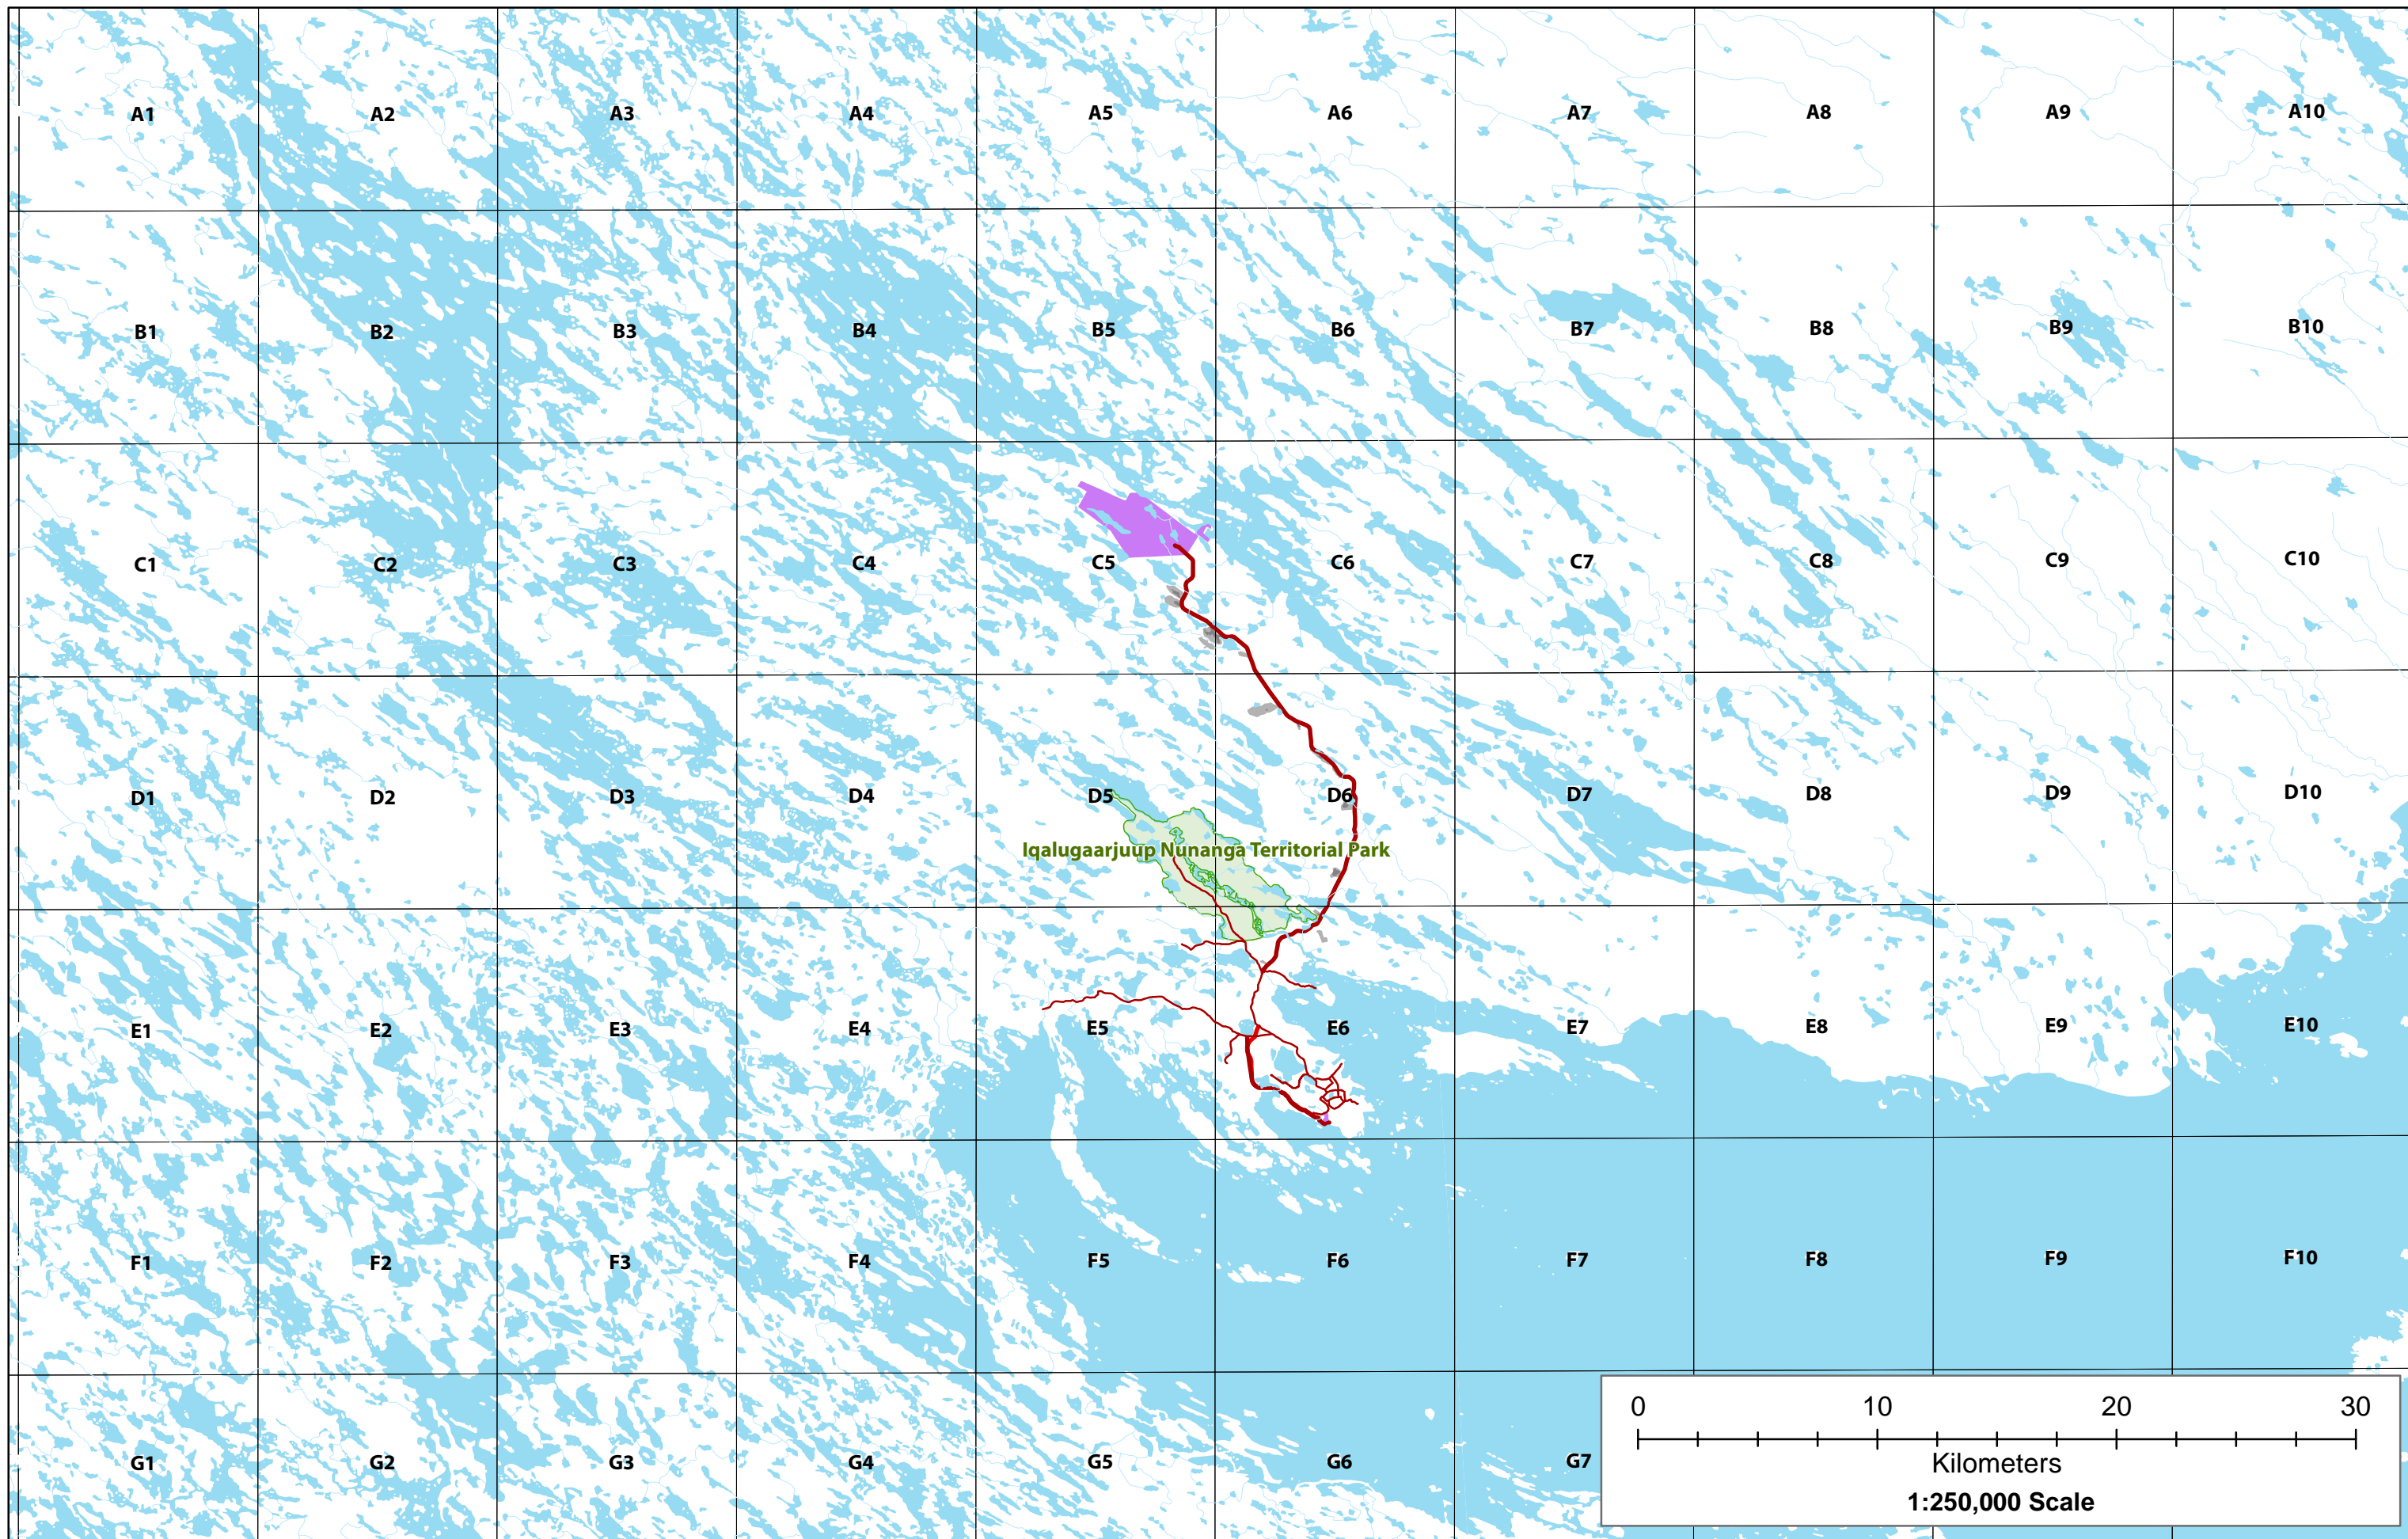 A1 A2 A3 A4 A5 A6 A7 A8 A9 A10
B1 B2 B3 B4 B5 B6 B7 B8 B9 B10
C1 C2 C3 C4 C5 C6 C7 C8 C9 C10
D1 D2 D3 D4 D5 D6 D7 D8 D9 D10
Iqalugaarjuup Nunanga Territorial Park
E1 E2 E3 E4 E5 E6 E7 E8 E9 E10
F1 F2 F3 F4 F5 F6 F7 F8 F9 F10
G1 G2 G3 G4 G5 G6 G7
0 10 20 30
Kilometers
1:250,000 Scale